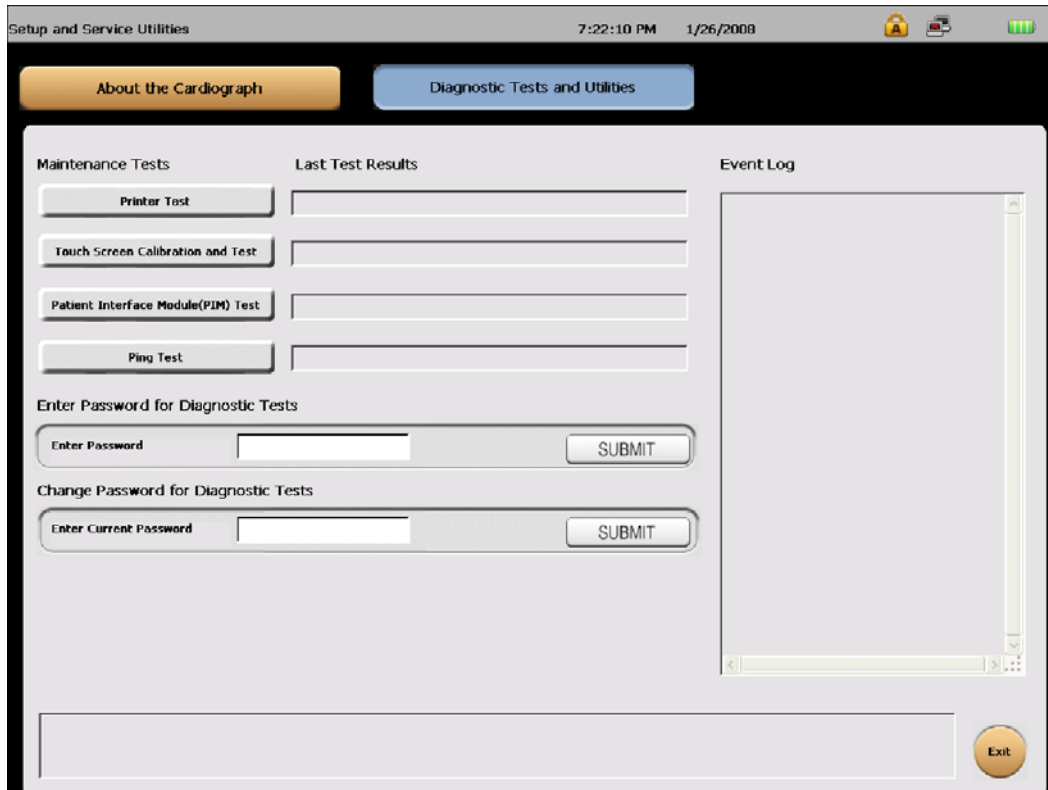 Setup and Service Utilities 7:22:10 PM 1/26/2008 A
About the Cardiograph Diagnostic Tests and Utilities
Maintenance Tests Last Test Results Event Log
Printer Test
Touch Screen Calibration and Test
Patient Interface Module(PIM) Test
Ping Test
Enter Password for Diagnostic Tests
Enter Password SUBMIT
Change Password for Diagnostic Tests
Enter Current Password SUBMIT
Exit